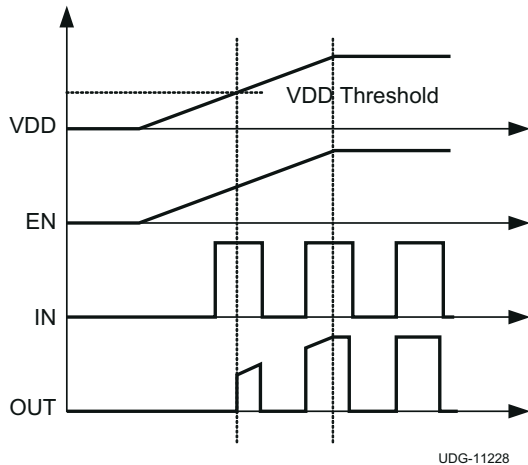 VDD Threshold
VDD
EN
IN
OUT
UDG-11228